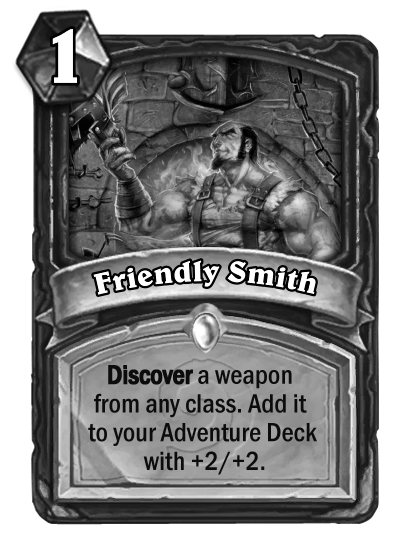 1
Friendly Smith
Discover a weapon
from any class. Add it
to your Adventure Deck
with +2/+2.